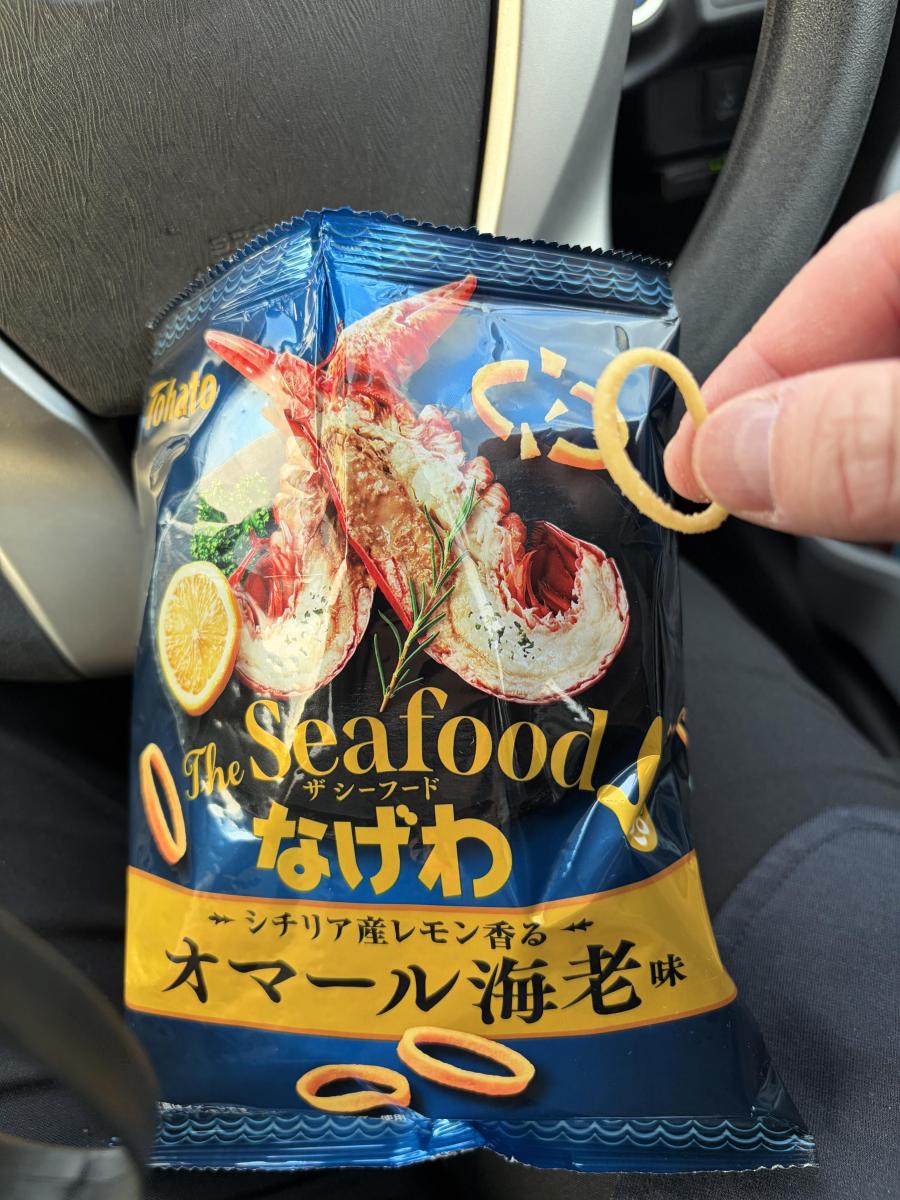 Tohato
The Seafood
ザ シーフード
なげわ
シチリア産レモン香る
オマール海老味